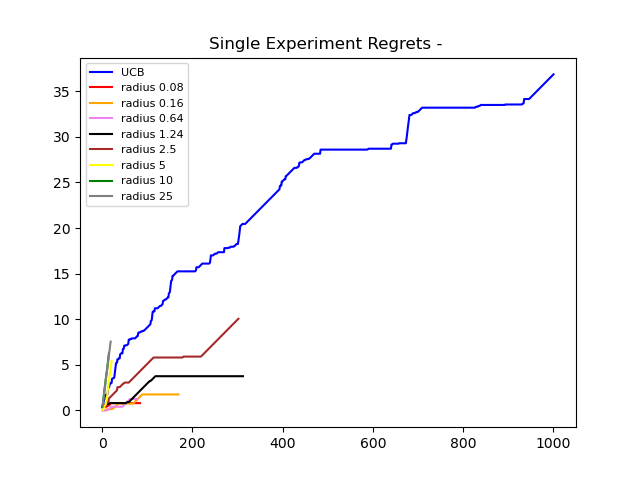 Single Experiment Regrets -
UCB
radius 0.08
radius 0.16
radius 0.64
radius 1.24
radius 2.5
radius 5
radius 10
radius 25
35
30
25
20
15
10
5
0
0 200 400 600 800 1000